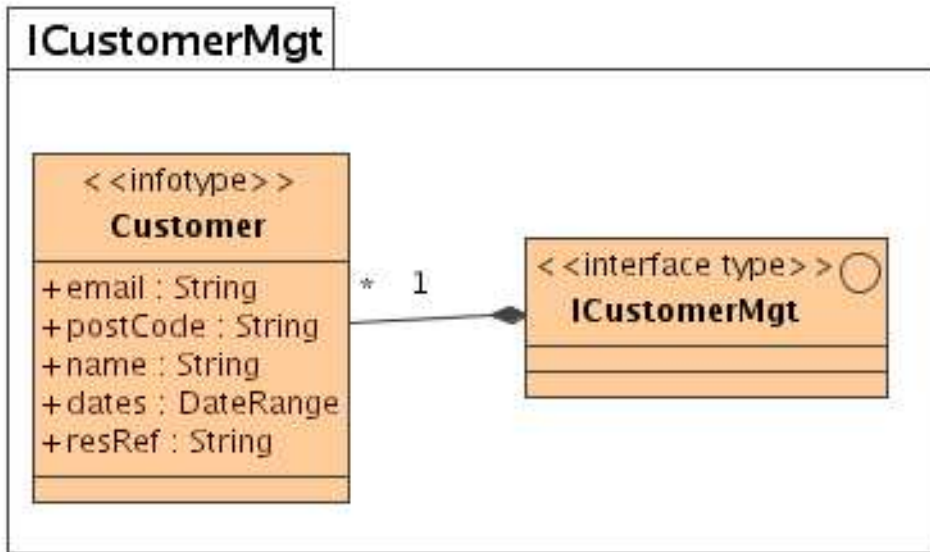 ICustomerMgt
< <infotype> >
Customer
+email : String
+postCode : String
+name : String
+dates : DateRange
+resRef : String
* 1
< <interface type> >
ICustomerMgt